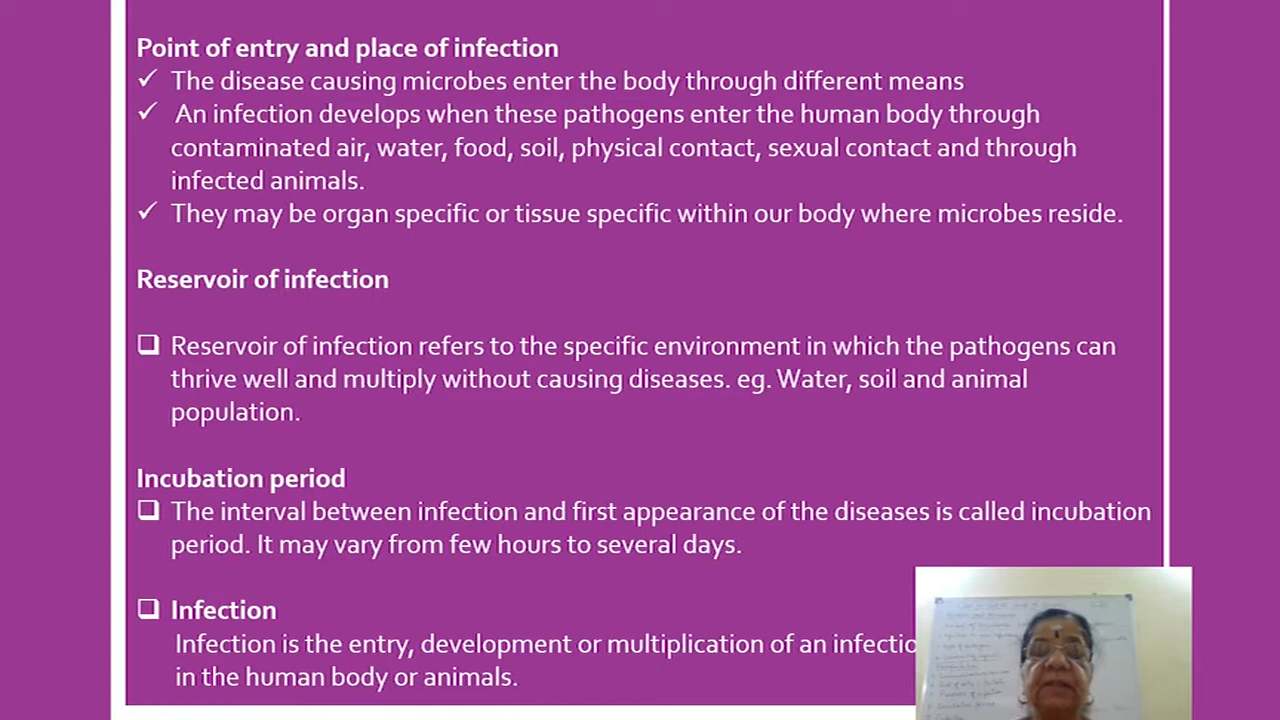 Point of entry and place of infection
✓ The disease causing microbes enter the body through different means
✓ An infection develops when these pathogens enter the human body through
contaminated air, water, food, soil, physical contact, sexual contact and through
infected animals.
✓ They may be organ specific or tissue specific within our body where microbes reside.
Reservoir of infection
❑ Reservoir of infection refers to the specific environment in which the pathogens can
thrive well and multiply without causing diseases. eg. Water, soil and animal
population.
Incubation period
❑ The interval between infection and first appearance of the diseases is called incubation
period. It may vary from few hours to several days.
❑ Infection
Infection is the entry, development or multiplication of an infectio
in the human body or animals.